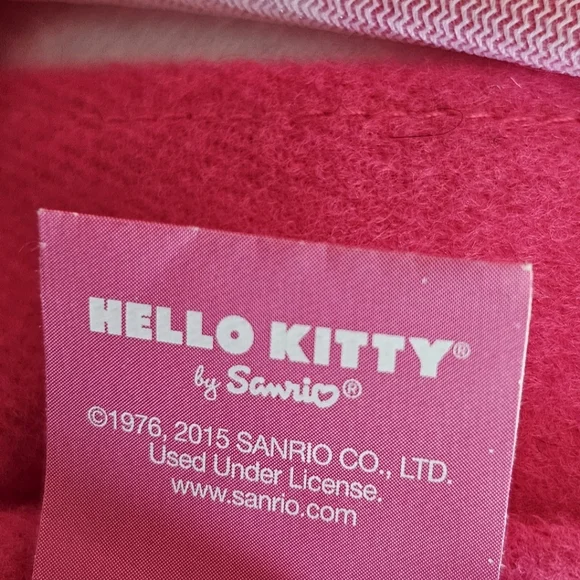 HELLO KITTY®
by Sanrio®
©1976, 2015 SANRIO CO., LTD.
Used Under License.
www.sanrio.com